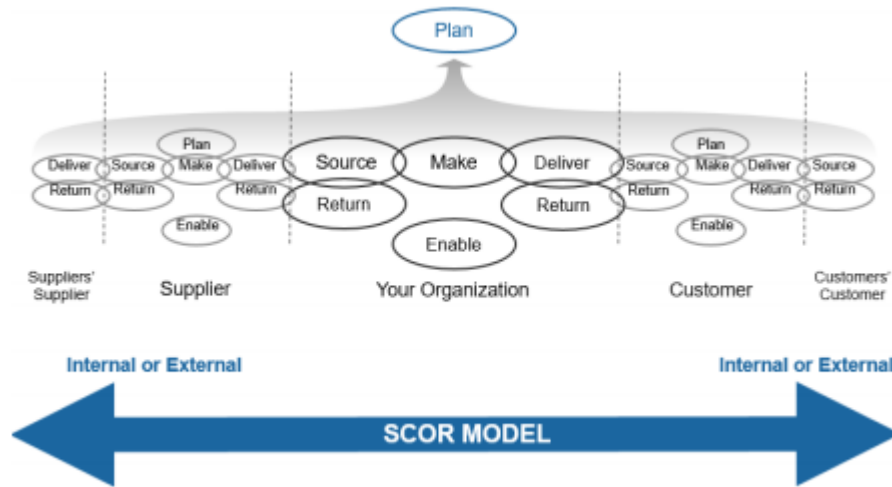 Plan
Plan Plan
Deliver Source Make Deliver Source Make Deliver Source Make Deliver Source
Return Return Return Return Return Return Return Return
Enable Enable Enable
Suppliers' Supplier Your Organization Customer Customers'
Supplier Customer
Internal or External Internal or External
SCOR MODEL